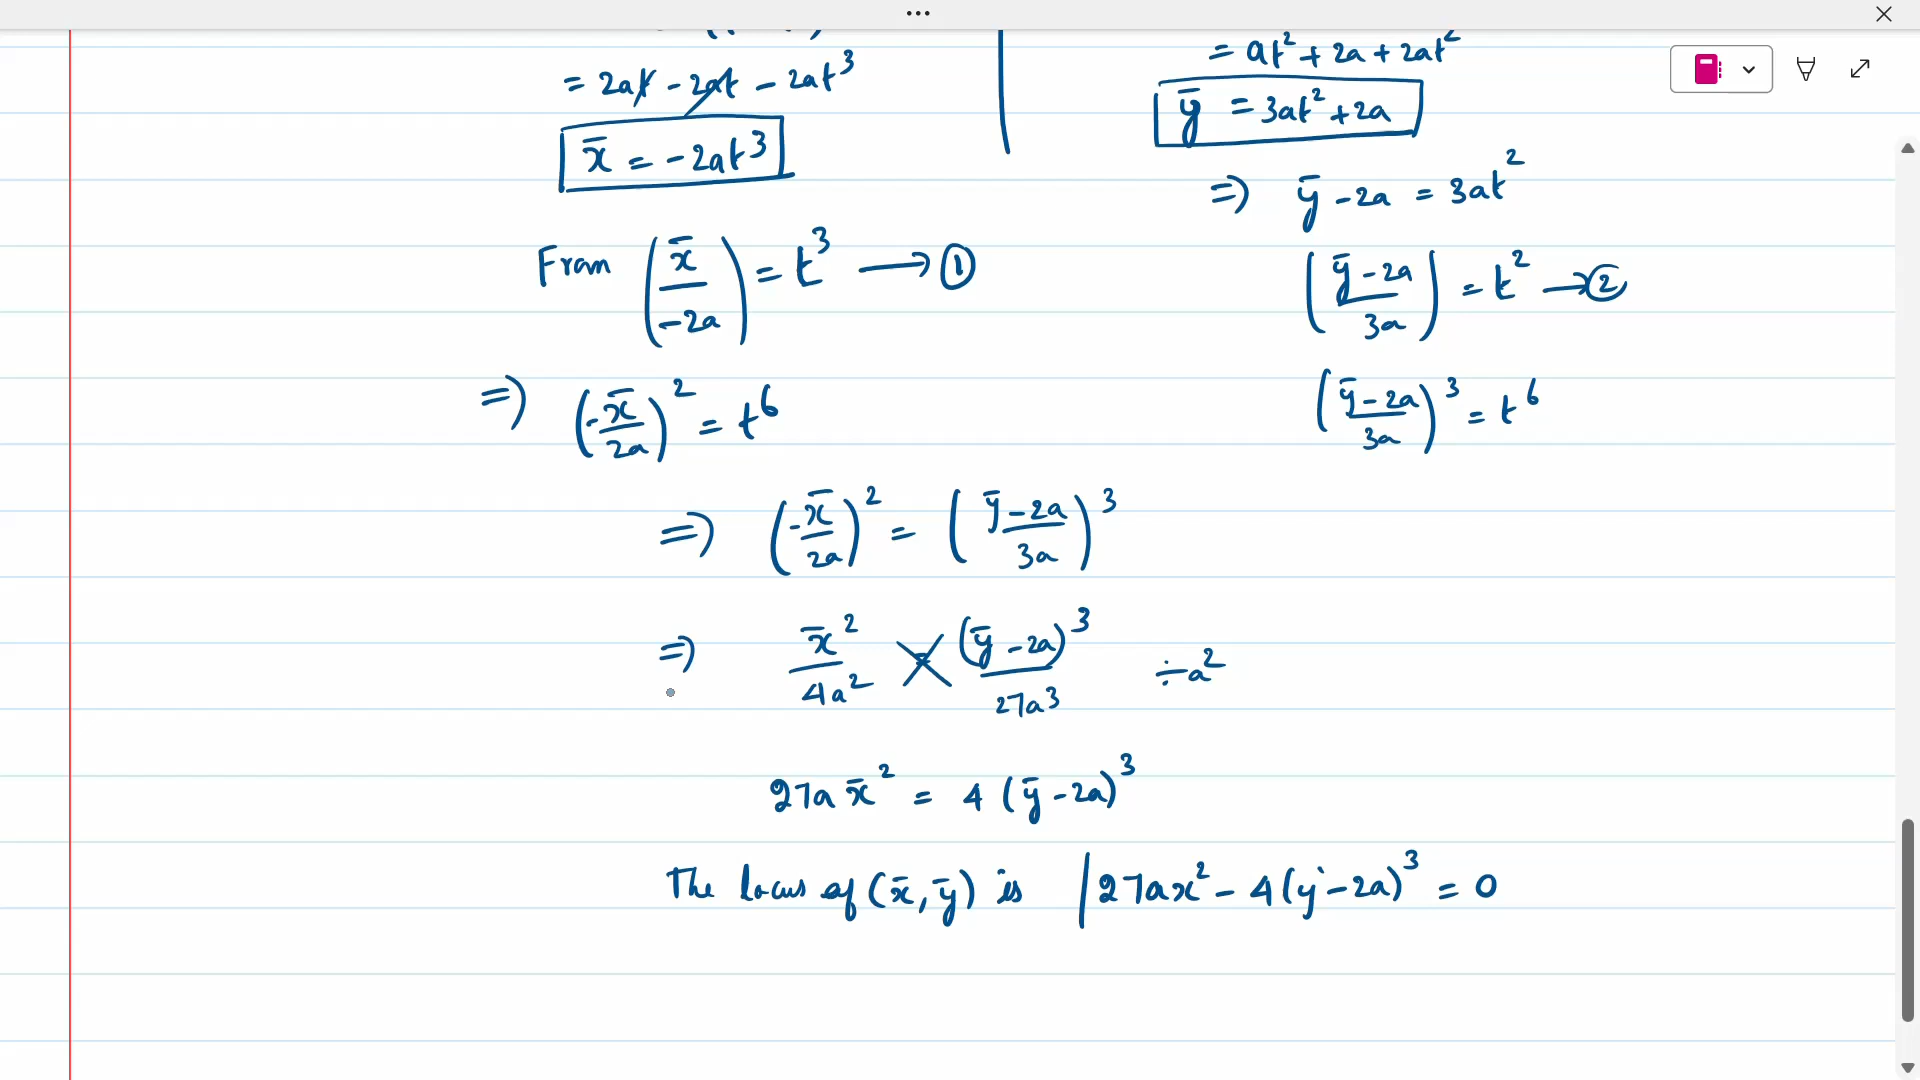 = 2at - 2at - 2at³
x̄ = -2at³
= at² + 2a + 2at²
ȳ = 3at² + 2a
⇒ ȳ - 2a = 3at²
From (x̄/-2a) = t³ → ①
((ȳ - 2a)/3a) = t² → ②
⇒ (-x̄/2a)² = t⁶
((ȳ - 2a)/3a)³ = t⁶
⇒ (-x̄/2a)² = ((ȳ - 2a)/3a)³
⇒ x̄²/4a² = (ȳ - 2a)³/27a³ ÷a²
27a x̄² = 4 (ȳ - 2a)³
The locus of (x̄, ȳ) is 27ax² - 4(y - 2a)³ = 0